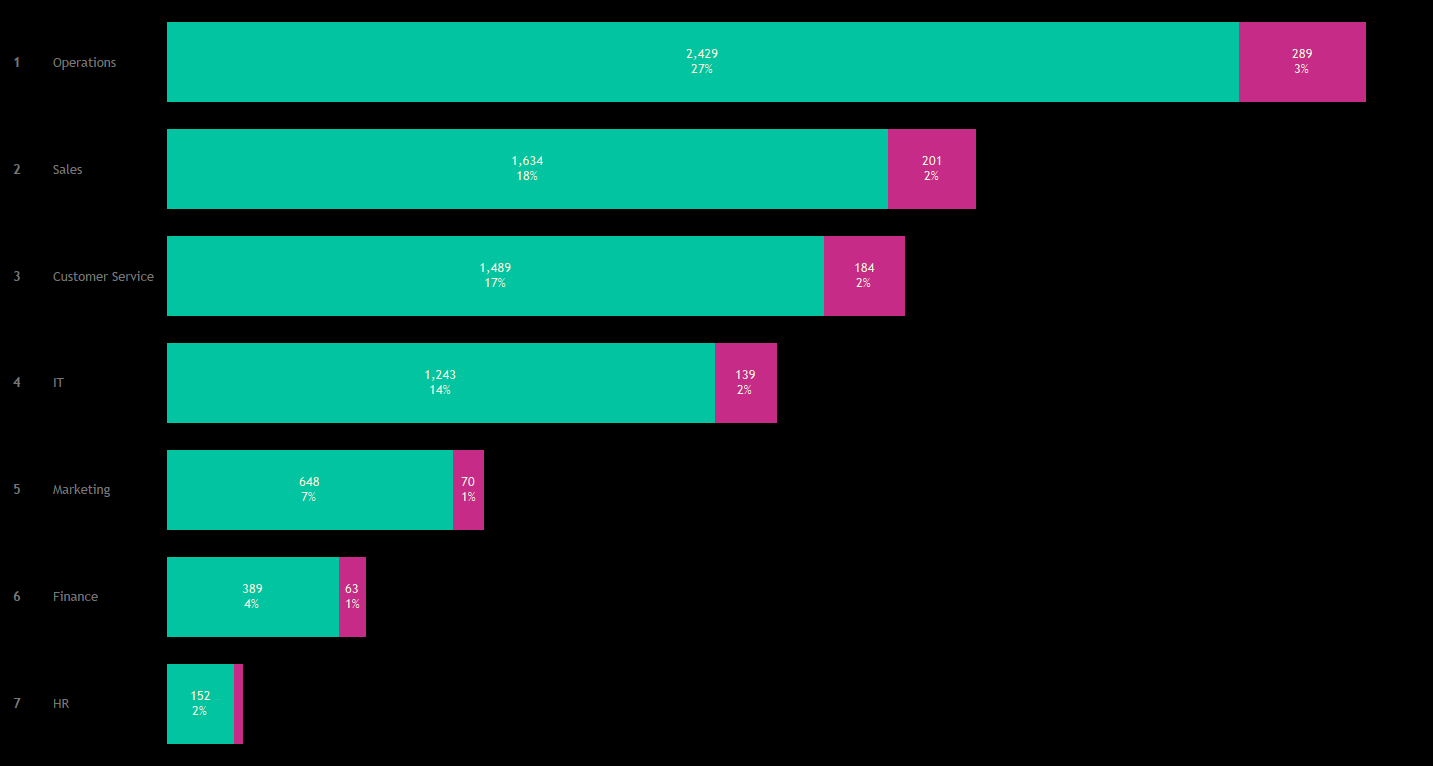 1 Operations 2,429 289
27% 3%
2 Sales 1,634 201
18% 2%
3 Customer Service 1,489 184
17% 2%
4 IT 1,243 139
14% 2%
5 Marketing 648 70
7% 1%
6 Finance 389 63
4% 1%
7 HR 152
2%